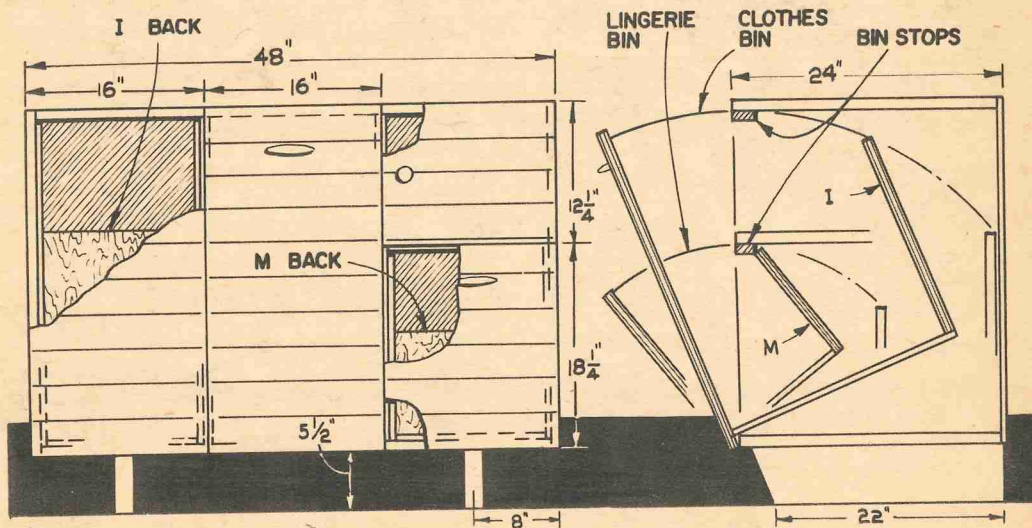 I BACK
48"
16"
16"
M BACK
12 1/4"
18 1/4"
5 1/2"
8"
LINGERIE
BIN
CLOTHES
BIN
BIN STOPS
24"
I
M
22"